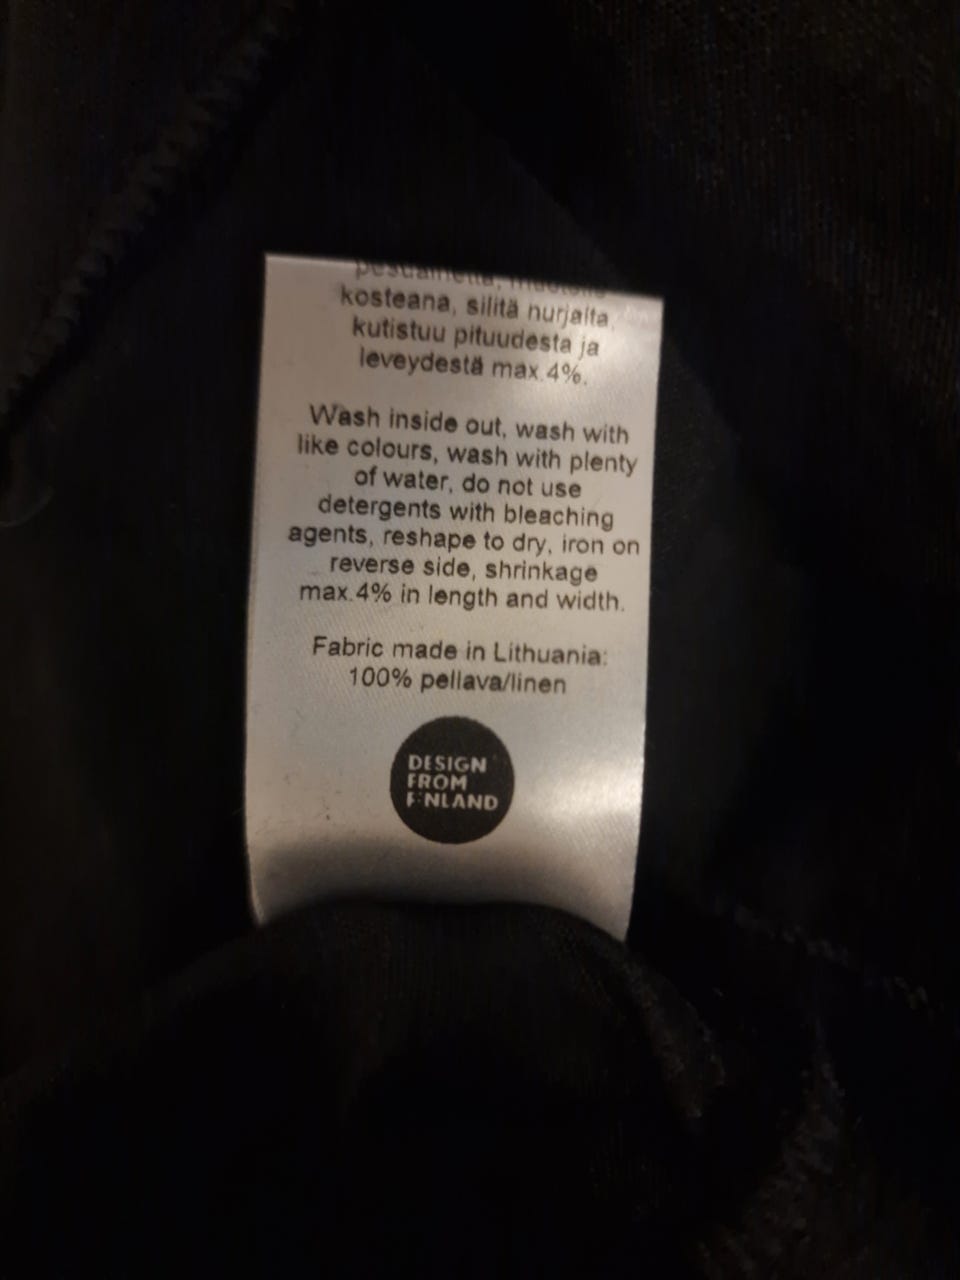 pesuainetta, muotoile
kosteana, silitä nurjalta,
kutistuu pituudesta ja
leveydestä max.4%.
Wash inside out, wash with
like colours, wash with plenty
of water, do not use
detergents with bleaching
agents, reshape to dry, iron on
reverse side, shrinkage
max.4% in length and width.
Fabric made in Lithuania:
100% pellava/linen
DESIGN
FROM
FINLAND